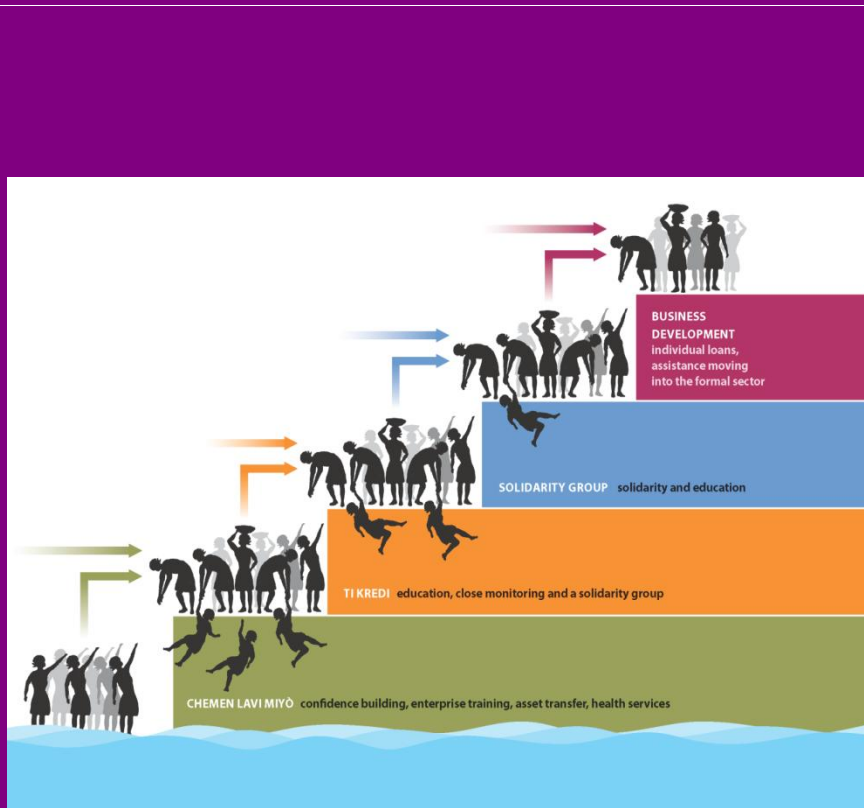 BUSINESS
DEVELOPMENT
individual loans,
assistance moving
into the formal sector
SOLIDARITY GROUP solidarity and education
TI KREDI education, close monitoring and a solidarity group
CHEMEN LAVI MIYÒ confidence building, enterprise training, asset transfer, health services